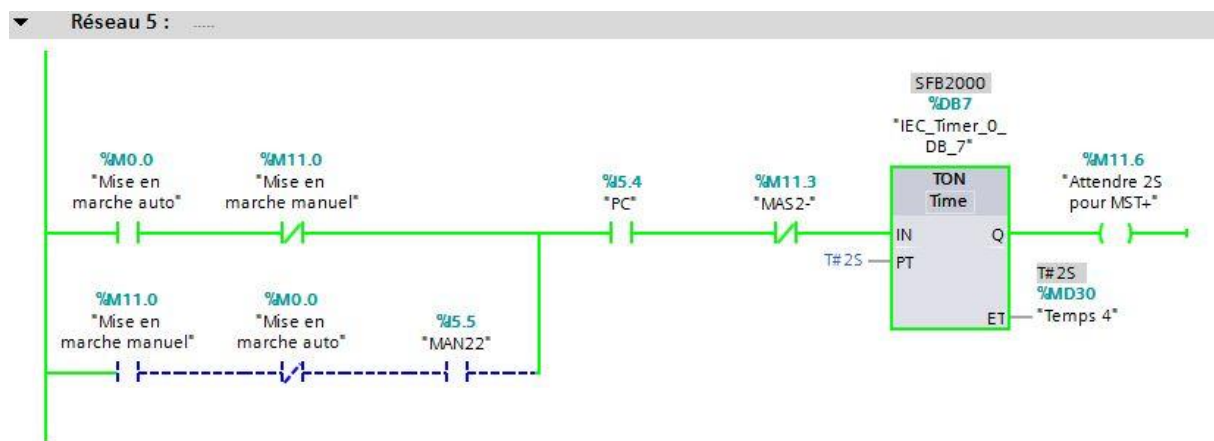 Réseau 5 : .....
SFB2000
%DB7
"IEC_Timer_0_
DB_7"
%M0.0
"Mise en
marche auto"
%M11.0
"Mise en
marche manuel"
%I5.4
"PC"
%M11.3
"MAS2-"
TON
Time
IN
Q
T#2S
PT
ET
%M11.6
"Attendre 2S
pour MST+"
T#2S
%MD30
"Temps 4"
%M11.0
"Mise en
marche manuel"
%M0.0
"Mise en
marche auto"
%I5.5
"MAN22"